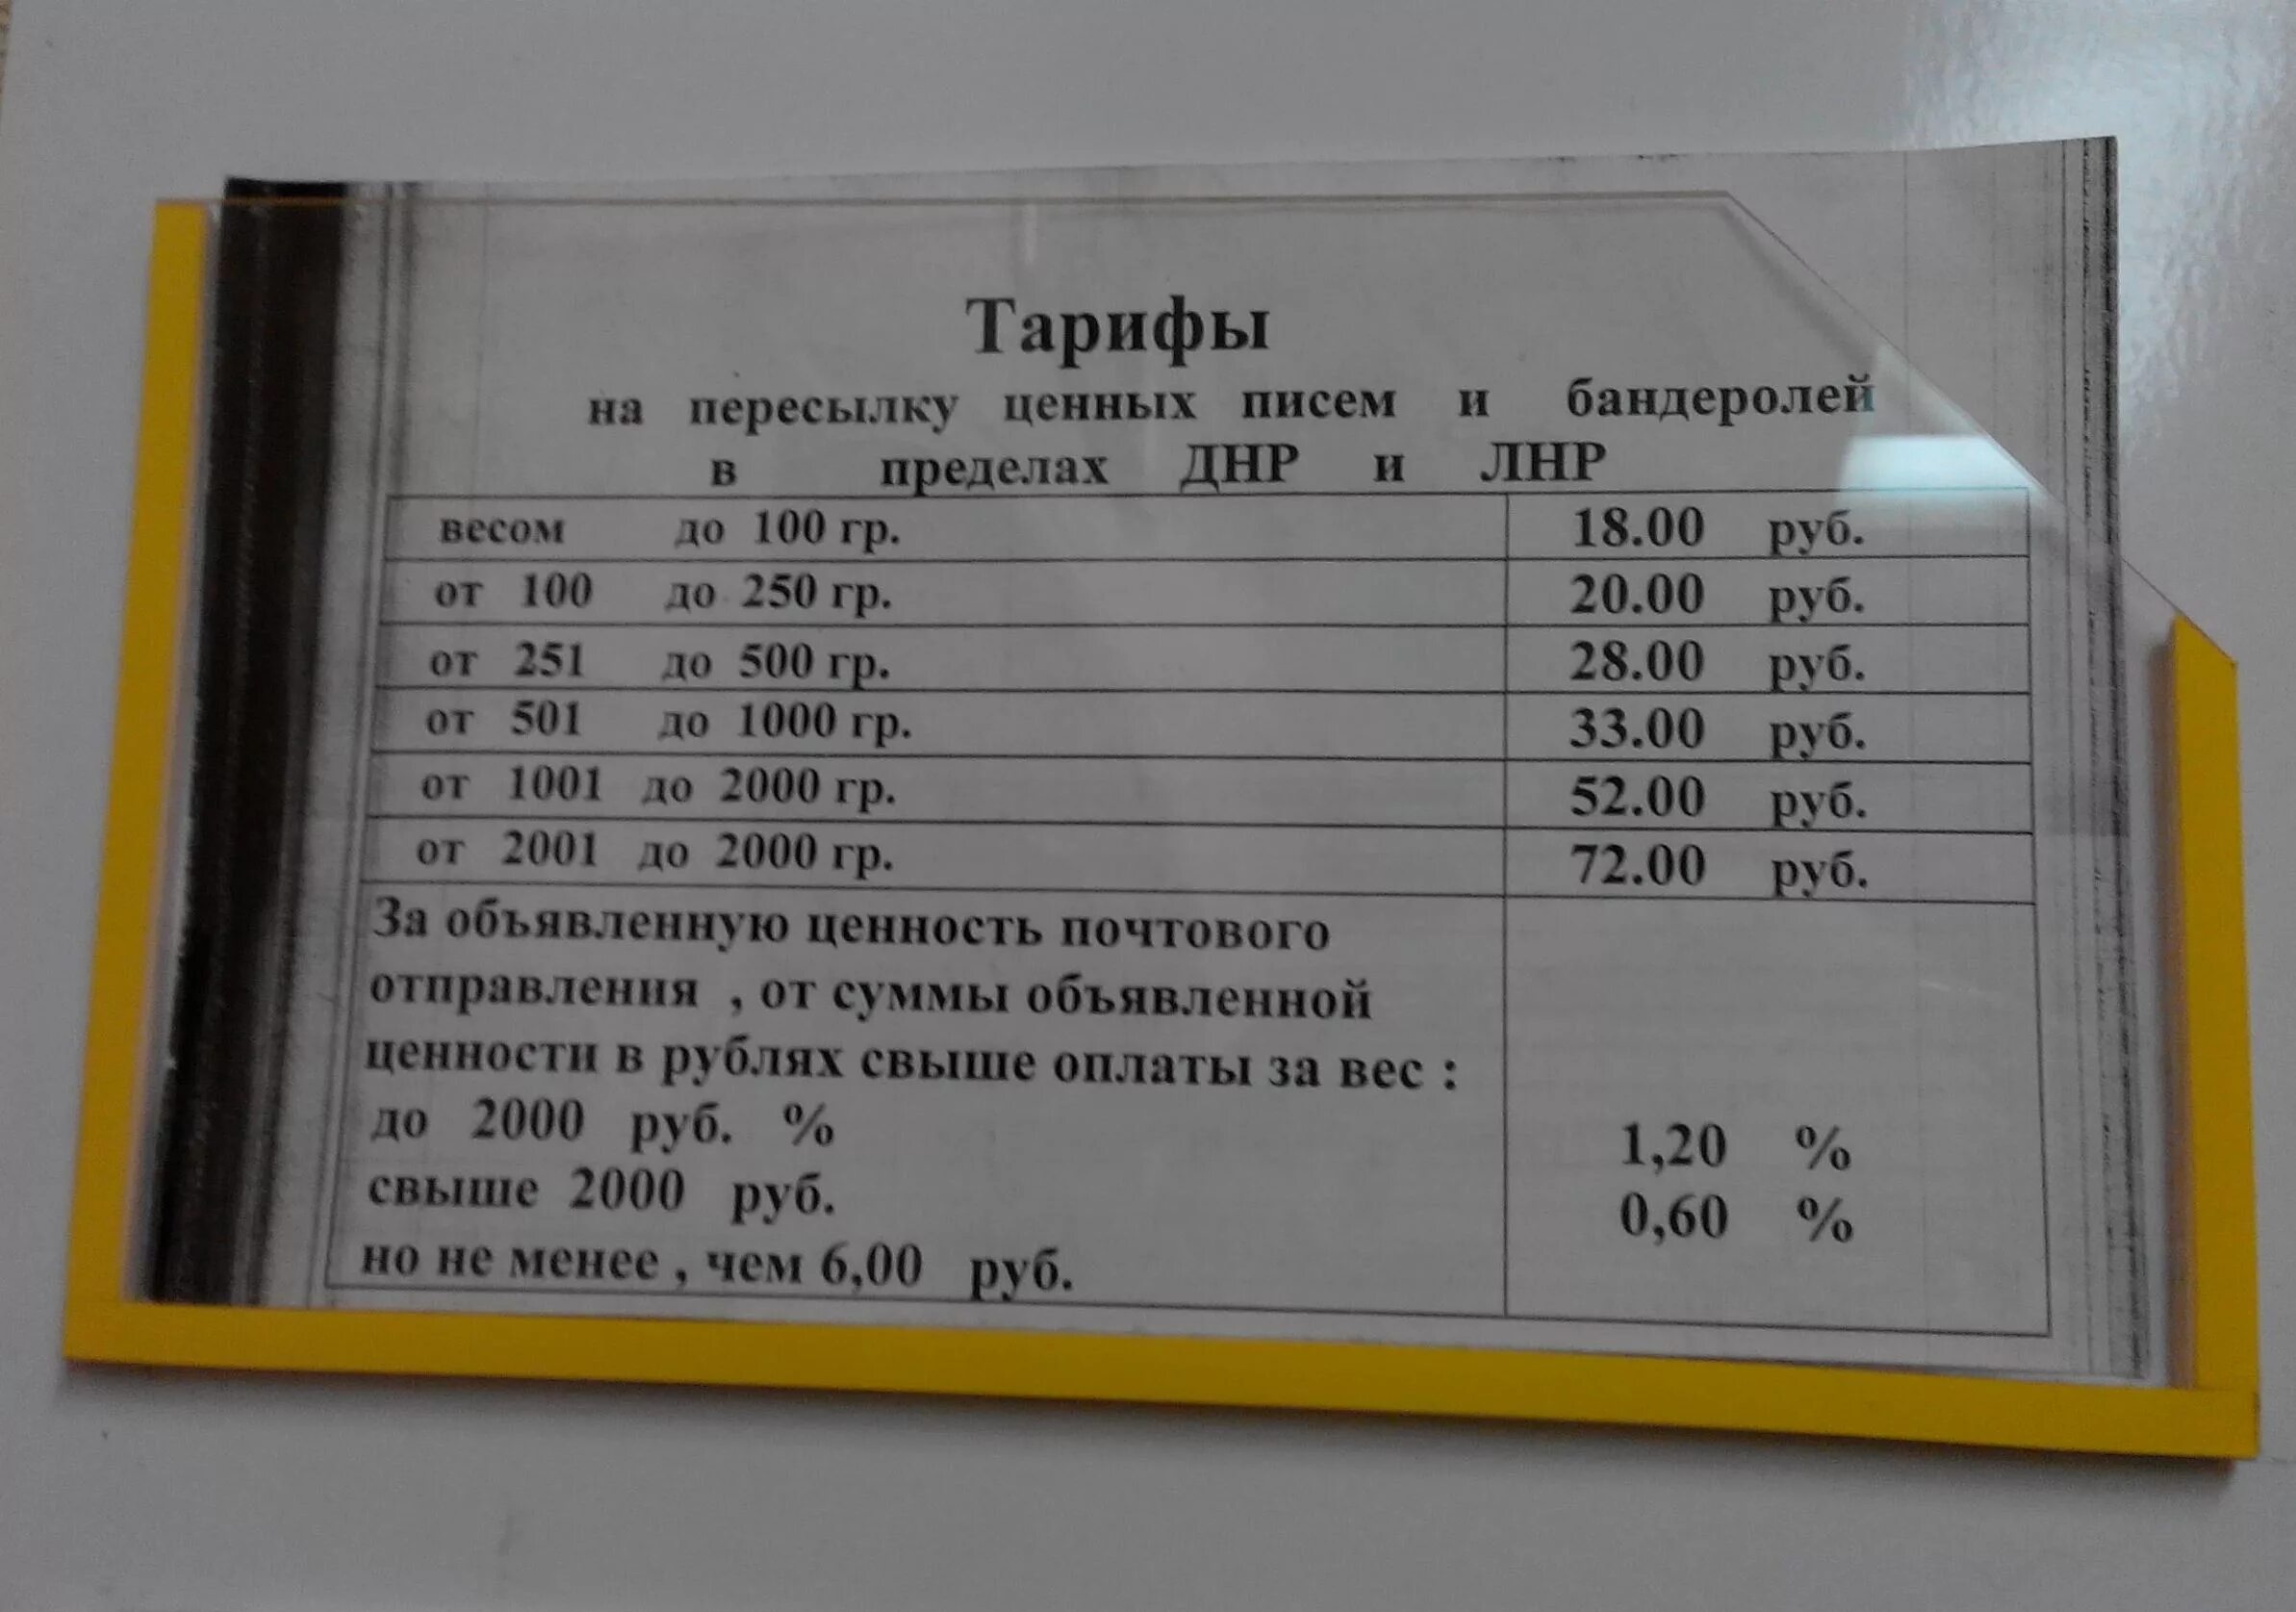 Тарифы
на пересылку ценных писем и бандеролей
в пределах ДНР и ЛНР
весом до 100 гр. 18.00 руб.
от 100 до 250 гр. 20.00 руб.
от 251 до 500 гр. 28.00 руб.
от 501 до 1000 гр. 33.00 руб.
от 1001 до 2000 гр. 52.00 руб.
от 2001 до 2000 гр. 72.00 руб.
За объявленную ценность почтового
отправления , от суммы объявленной
ценности в рублях свыше оплаты за вес :
до 2000 руб. % 1,20 %
свыше 2000 руб. 0,60 %
но не менее , чем 6,00 руб.